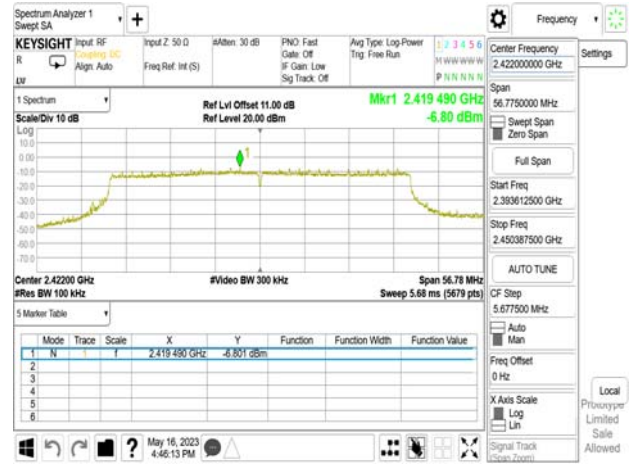 Spectrum Analyzer 1
Swept SA
+
Frequency
KEYSIGHT
R
LV
Input: RF
Coupling: DC
Align: Auto
Input Z: 50 Ω
Freq Ref: Int (S)
#Atten: 30 dB
PNO: Fast
Gate: Off
IF Gain: Low
Sig Track: Off
Avg Type: Log-Power
Trig: Free Run
1 2 3 4 5 6
M W W W W W
P N N N N N
Center Frequency
2.422000000 GHz
Settings
Span
56.7750000 MHz
Swept Span
Zero Span
Full Span
Start Freq
2.393612500 GHz
Stop Freq
2.450387500 GHz
AUTO TUNE
CF Step
5.677500 MHz
Auto
Man
Freq Offset
0 Hz
X Axis Scale
Log
Lin
Signal Track
(Span Zoom)
Local
Prototype
Limited
Sale
Allowed
1 Spectrum
Scale/Div 10 dB
Log
Ref Lvl Offset 11.00 dB
Ref Level 20.00 dBm
Mkr1 2.419 490 GHz
-6.80 dBm
10.0
0.00
-10.0
-20.0
-30.0
-40.0
-50.0
-60.0
-70.0
1
Center 2.42200 GHz
#Res BW 100 kHz
#Video BW 300 kHz
Span 56.78 MHz
Sweep 5.68 ms (5679 pts)
5 Marker Table
Mode Trace Scale X Y Function Function Width Function Value
1 N 1 f 2.419 490 GHz -6.801 dBm
2
3
4
5
6
?
May 16, 2023
4:46:13 PM